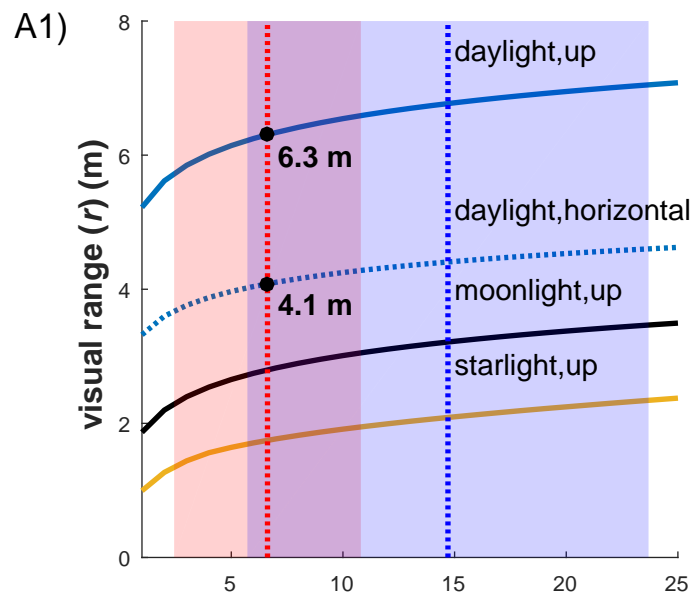 A1)
8
6
4
2
0
visual range (r) (m)
daylight,up
6.3 m
daylight,horizontal
4.1 m
moonlight,up
starlight,up
5 10 15 20 25